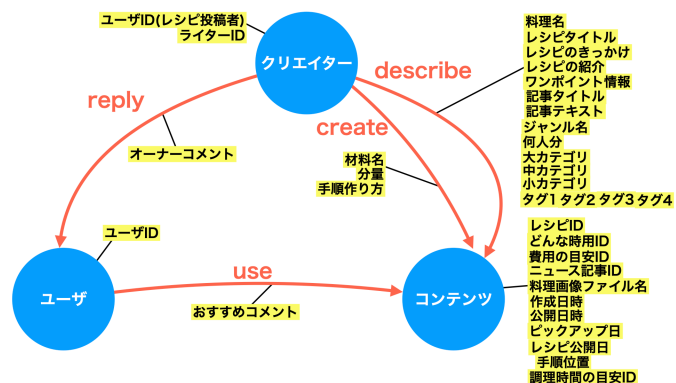 ユーザID(レシピ投稿者)
ライターID
クリエイター
describe
reply
create
オーナーコメント
材料名
分量
手順作り方
料理名
レシピタイトル
レシピのきっかけ
レシピの紹介
ワンポイント情報
記事タイトル
記事テキスト
ジャンル名
何人分
大カテゴリ
中カテゴリ
小カテゴリ
タグ1 タグ2 タグ3 タグ4
ユーザID
ユーザ
use
おすすめコメント
コンテンツ
レシピID
どんな時用ID
費用の目安ID
ニュース記事ID
料理画像ファイル名
作成日時
公開日時
ピックアップ日
レシピ公開日
手順位置
調理時間の目安ID